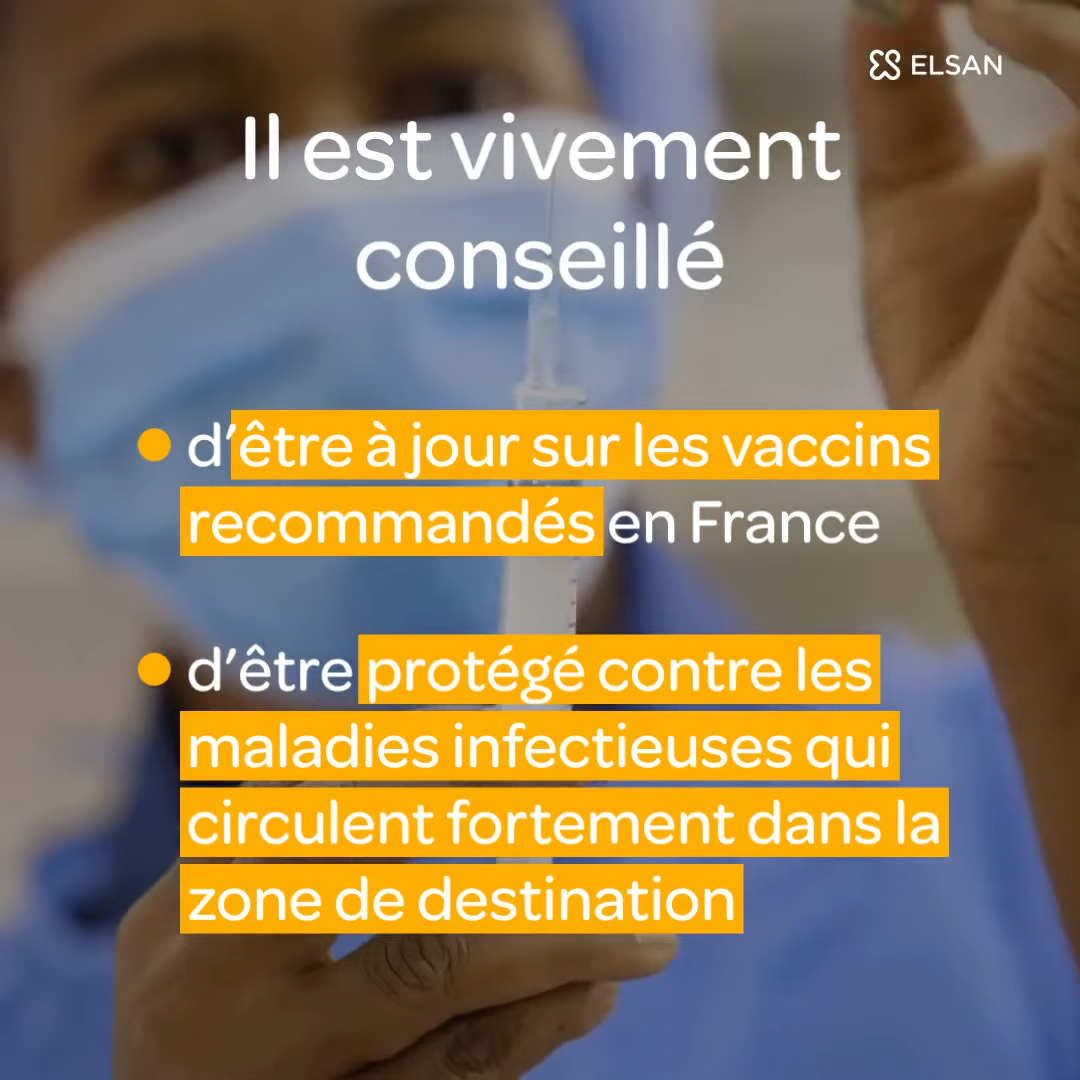 ELSAN
Il est vivement
conseillé
d'être à jour sur les vaccins
recommandés en France
d'être protégé contre les
maladies infectieuses qui
circulent fortement dans la
zone de destination